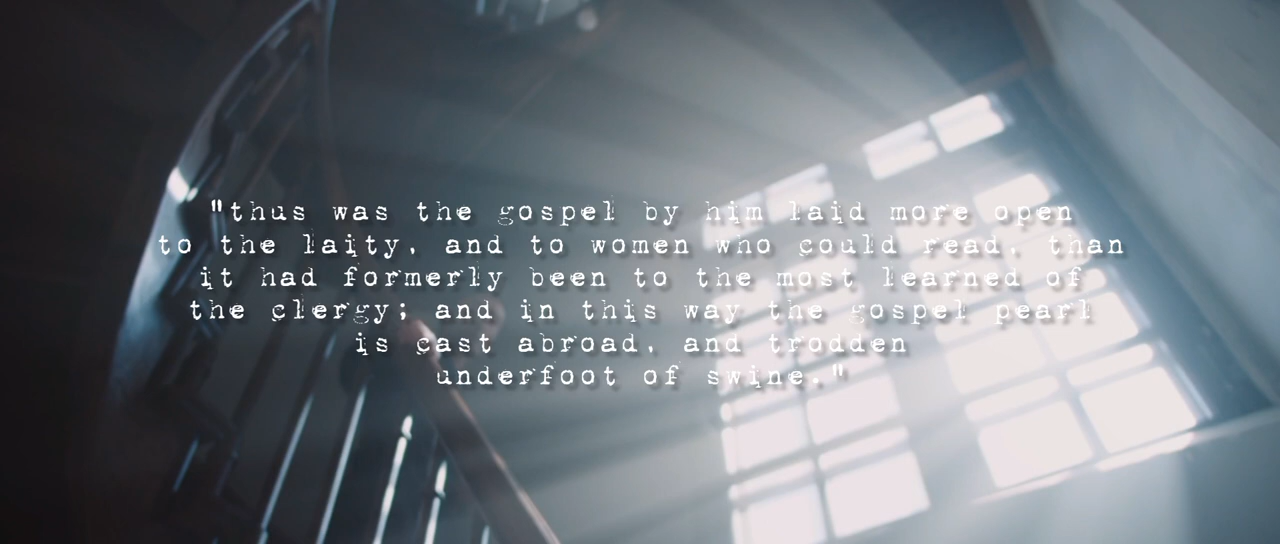 "thus was the gospel by him laid more open
to the laity, and to women who could read, than
it had formerly been to the most learned of
the clergy; and in this way the gospel pearl
is cast abroad, and trodden
underfoot of swine."